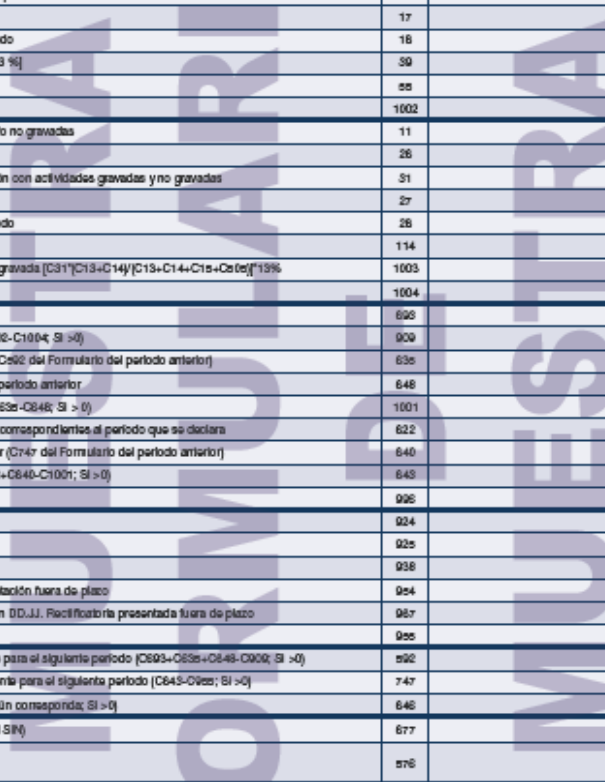 17
do 18
3 %] 39
55
1002
o no gravadas 11
26
ún con actividades gravadas y no gravadas 31
27
do 28
114
gravada [C31*(C13+C14)/(C13+C14+C15+C505)]*13% 1003
1004
693
2-C1004; Si >0) 909
C592 del Formulario del periodo anterior) 635
periodo anterior 648
635-C648; Si > 0) 1001
correspondientes al periodo que se declara 622
r (C747 del Formulario del periodo anterior) 640
+C640-C1001; Si >0) 643
996
924
925
938
tación fuera de plazo 954
n DD.JJ. Rectificatoria presentada fuera de plazo 967
955
para el siguiente periodo (C693+C635+C648-C909; Si >0) 592
nte para el siguiente periodo (C643-C955; Si >0) 747
ún corresponda; Si >0) 646
SIN) 677
576
MUESTRA
ORMULARI
DE
MUESTRA